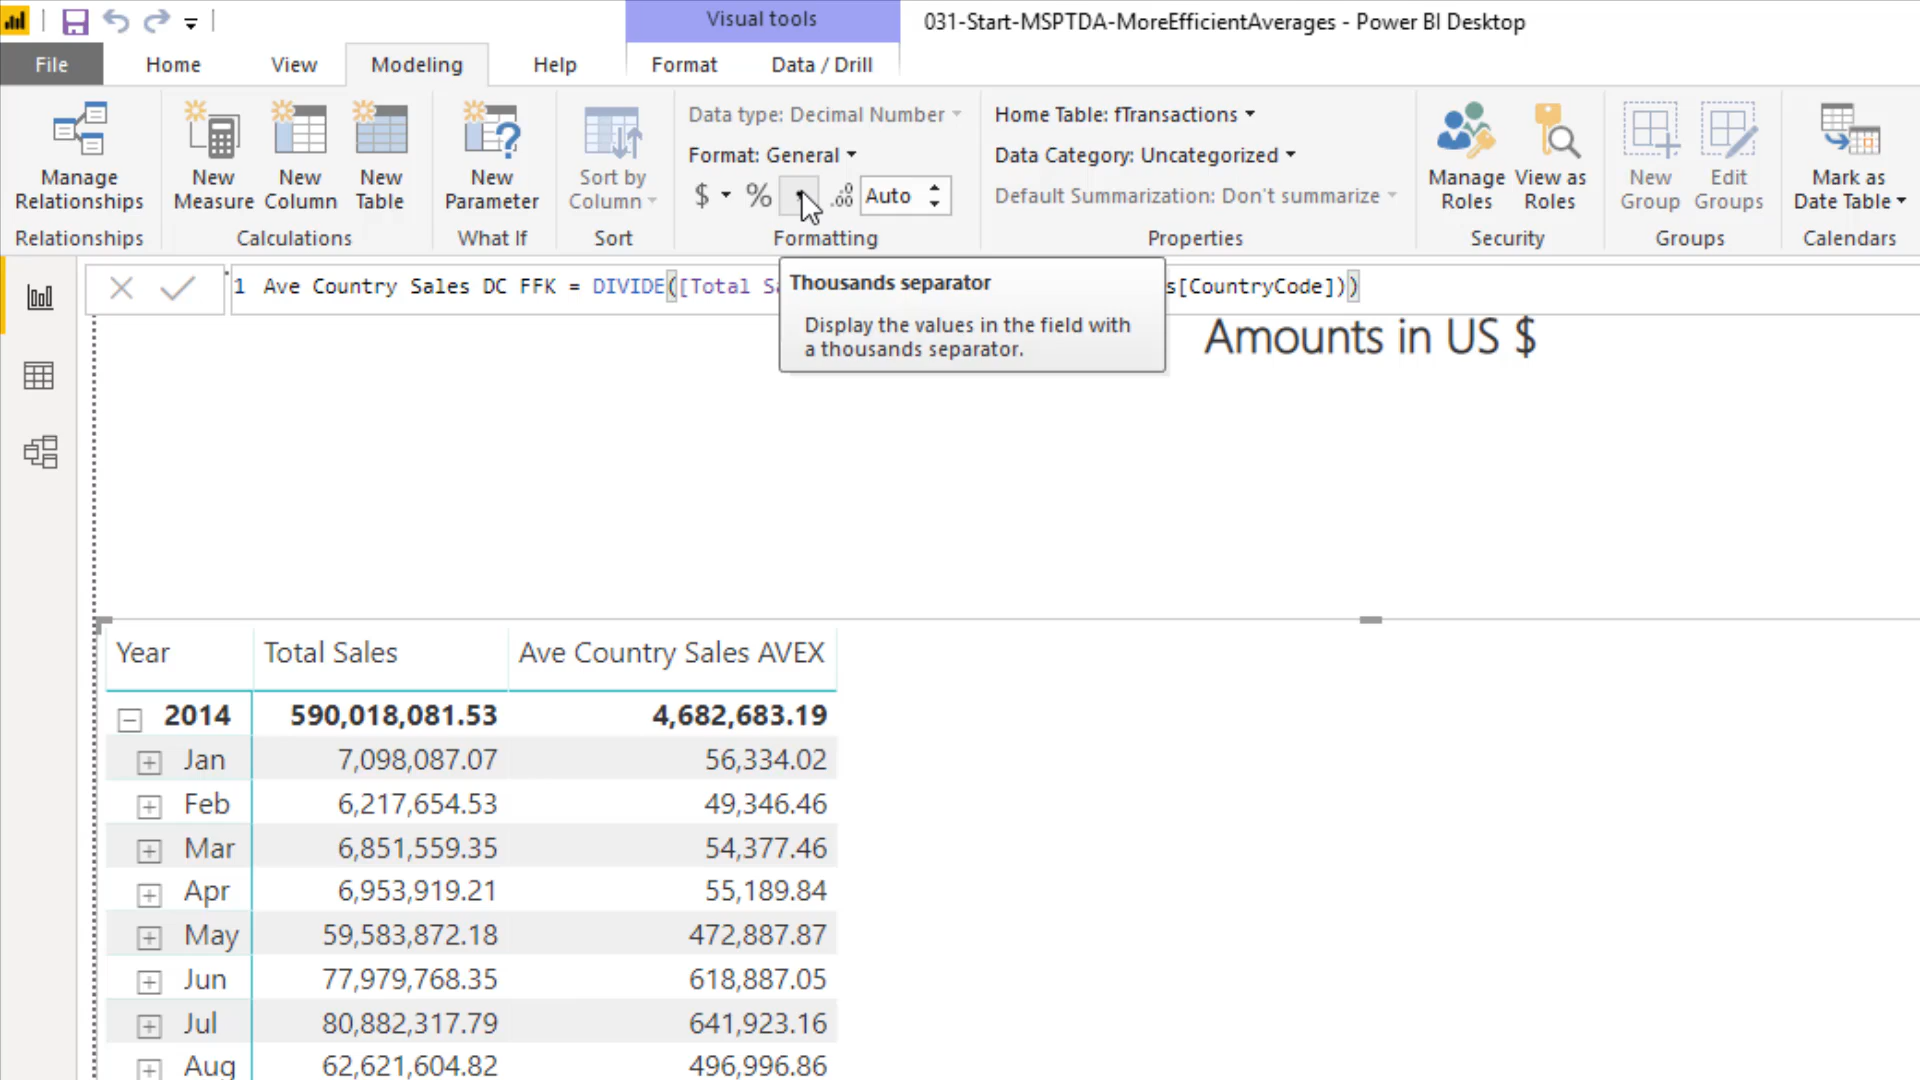 Visual tools
031-Start-MSPTDA-MoreEfficientAverages - Power BI Desktop
File Home View Modeling Help Format Data / Drill
Manage Relationships
New Measure
New Column
New Table
New Parameter
Sort by Column
Data type: Decimal Number
Format: General
$ % , .00 Auto
Home Table: fTransactions
Data Category: Uncategorized
Default Summarization: Don't summarize
Manage Roles
View as Roles
New Group
Edit Groups
Mark as Date Table
Relationships Calculations What If Sort Formatting Properties Security Groups Calendars
1 Ave Country Sales DC FFK = DIVIDE([Total Sa
s[CountryCode]))
Thousands separator
Display the values in the field with
a thousands separator.
Amounts in US $
Year Total Sales Ave Country Sales AVEX
2014 590,018,081.53 4,682,683.19
Jan 7,098,087.07 56,334.02
Feb 6,217,654.53 49,346.46
Mar 6,851,559.35 54,377.46
Apr 6,953,919.21 55,189.84
May 59,583,872.18 472,887.87
Jun 77,979,768.35 618,887.05
Jul 80,882,317.79 641,923.16
Aug 62,621,604.82 496,996.86